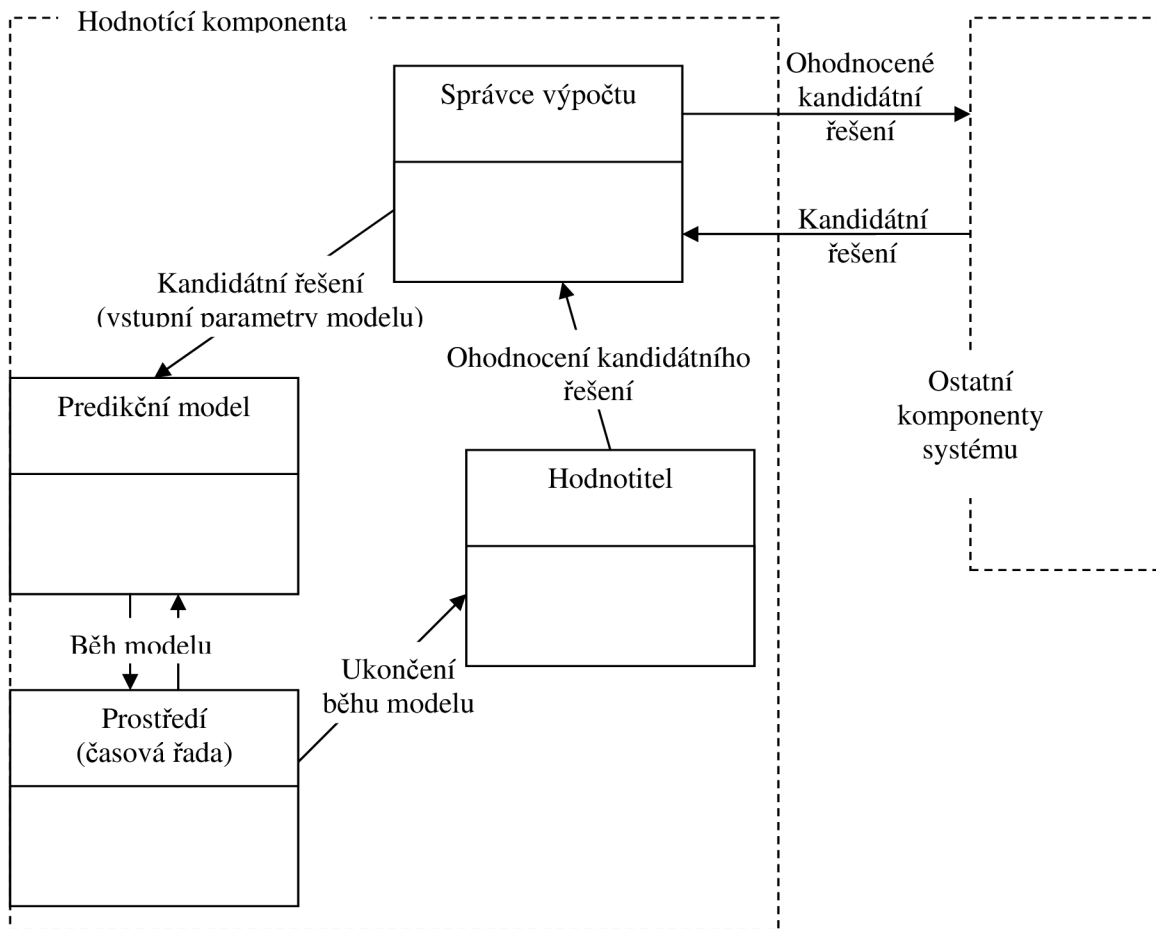 Hodnotící komponenta
Správce výpočtu
Ohodnocené
kandidátní
řešení
Kandidátní
řešení
Kandidátní řešení
(vstupní parametry modelu)
Ohodnocení kandidátního
řešení
Ostatní
komponenty
systému
Predikční model
Hodnotitel
Běh modelu
Ukončení
běhu modelu
Prostředí
(časová řada)